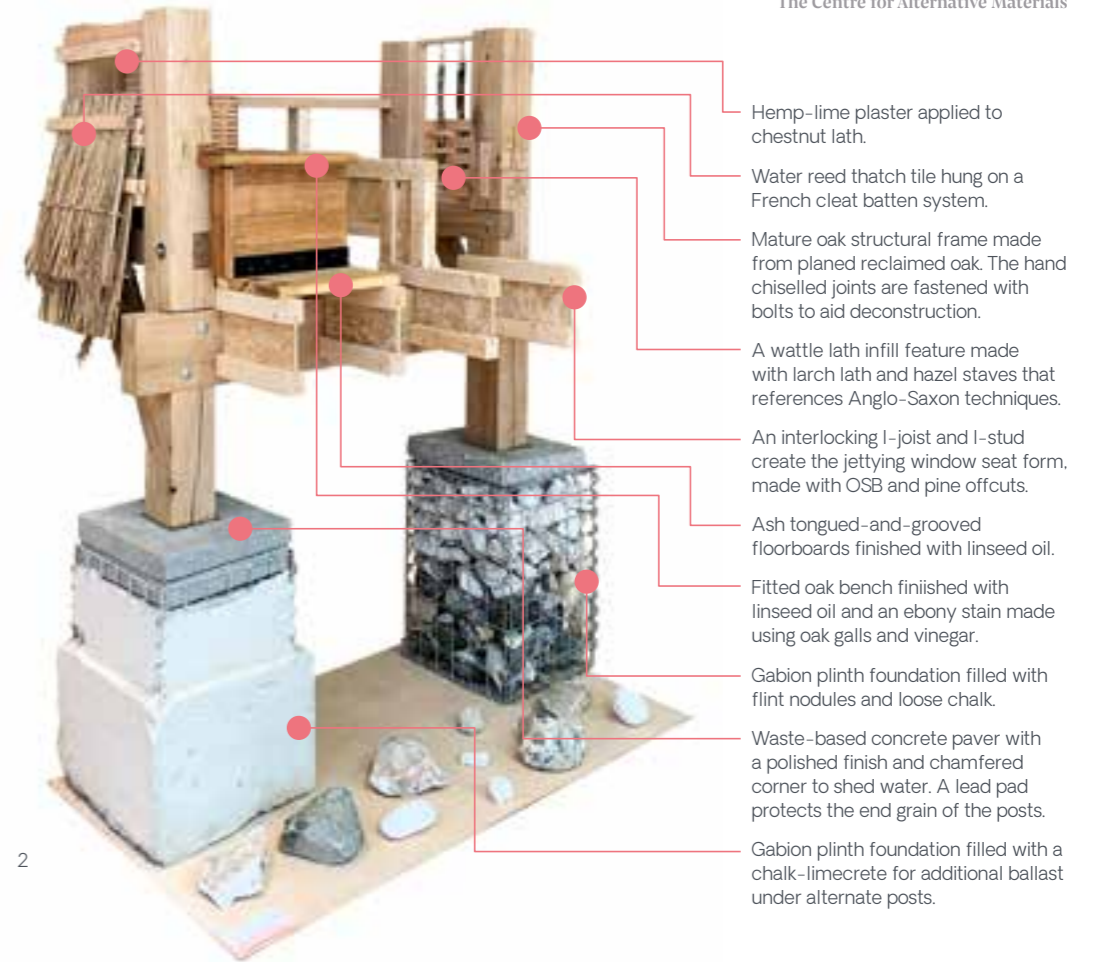 The Centre for Alternative Materials
Hemp-lime plaster applied to
chestnut lath.
Water reed thatch tile hung on a
French cleat batten system.
Mature oak structural frame made
from planed reclaimed oak. The hand
chiselled joints are fastened with
bolts to aid deconstruction.
A wattle lath infill feature made
with larch lath and hazel staves that
references Anglo-Saxon techniques.
An interlocking I-joist and I-stud
create the jettying window seat form,
made with OSB and pine offcuts.
Ash tongued-and-grooved
floorboards finished with linseed oil.
Fitted oak bench finiished with
linseed oil and an ebony stain made
using oak galls and vinegar.
Gabion plinth foundation filled with
flint nodules and loose chalk.
Waste-based concrete paver with
a polished finish and chamfered
corner to shed water. A lead pad
protects the end grain of the posts.
Gabion plinth foundation filled with a
chalk-limecrete for additional ballast
under alternate posts.
2